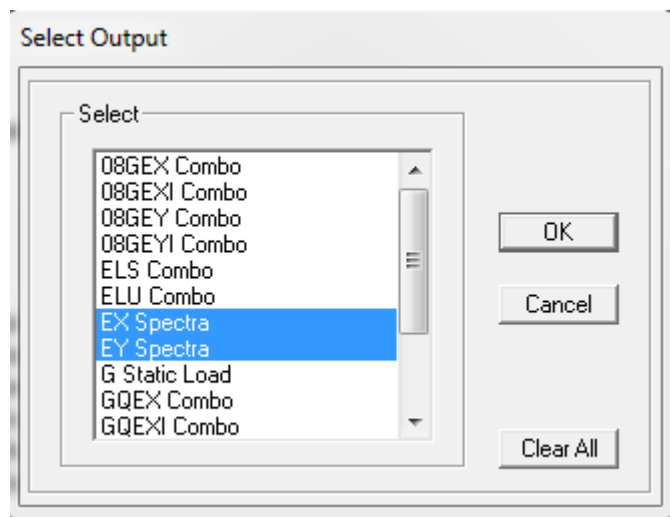 Select Output
Select
08GEX Combo
08GEXI Combo
08GEY Combo
08GEYI Combo
ELS Combo
ELU Combo
EX Spectra
EY Spectra
G Static Load
GQEX Combo
GQEXI Combo
OK
Cancel
Clear All